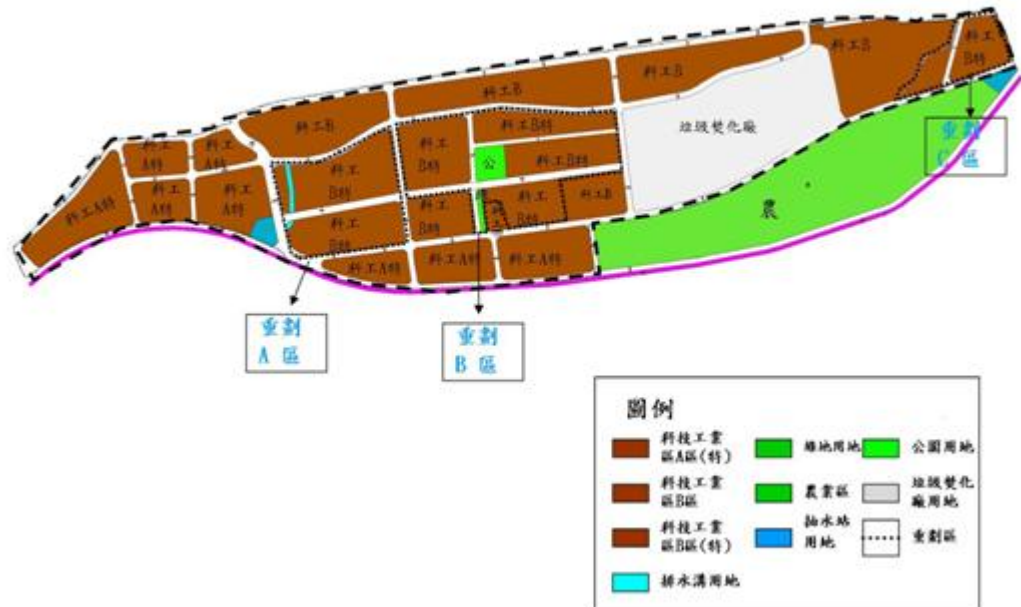 科工
B特
科工B
科工B
科工B
科工B
垃圾焚化廠
科工B特
科工
B特
公
科工B特
科工
A特
科工
A特
科工
B特
科工A特
科工
A特
科工
A特
科工
B特
科工
B特
科工
B特
科工B
農
科工A特
科工A特
科工A特
重劃
A 區
重劃
B 區
重劃
C 區
圖例
科技工業
區A區(特)
綠地用地
公園用地
科技工業
區B區
農業區
垃圾焚化
廠用地
科技工業
區B區(特)
抽水站
用地
重劃區
排水溝用地